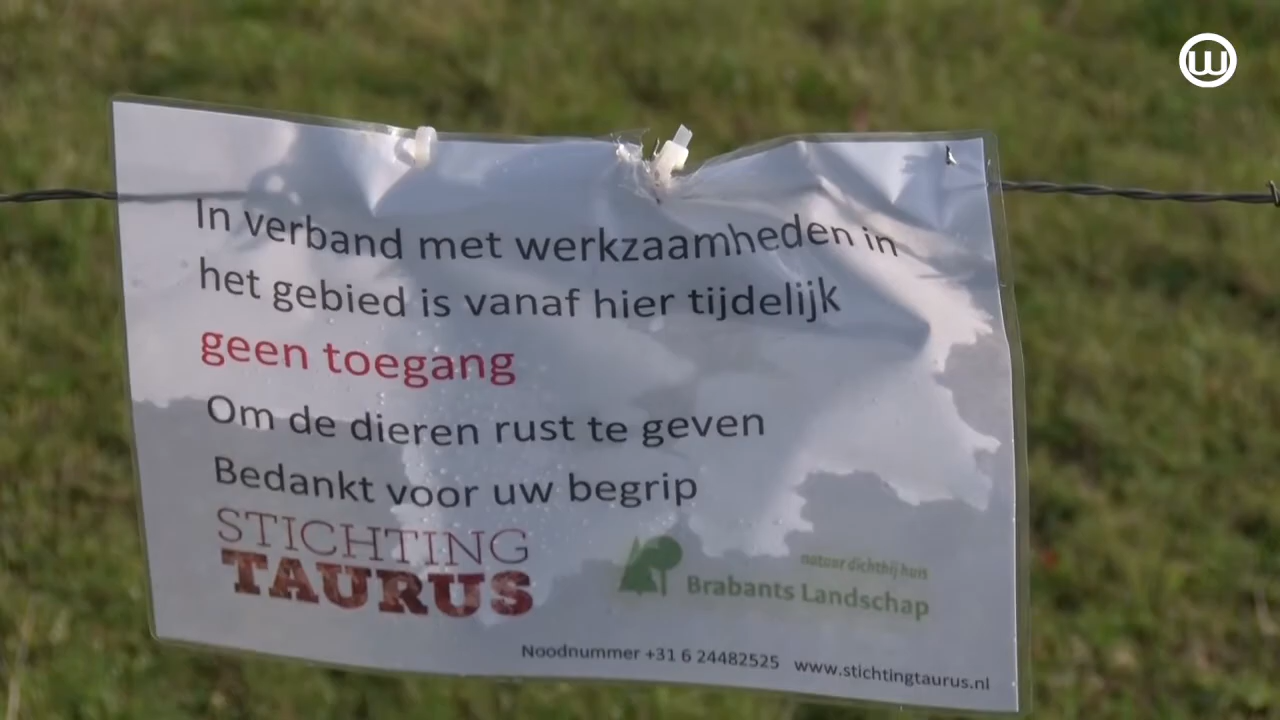 In verband met werkzaamheden in
het gebied is vanaf hier tijdelijk
geen toegang
Om de dieren rust te geven
Bedankt voor uw begrip
STICHTING
TAURUS
natuur dichtbij huis
Brabants Landschap
Noodnummer +31 6 24482525 www.stichtingtaurus.nl